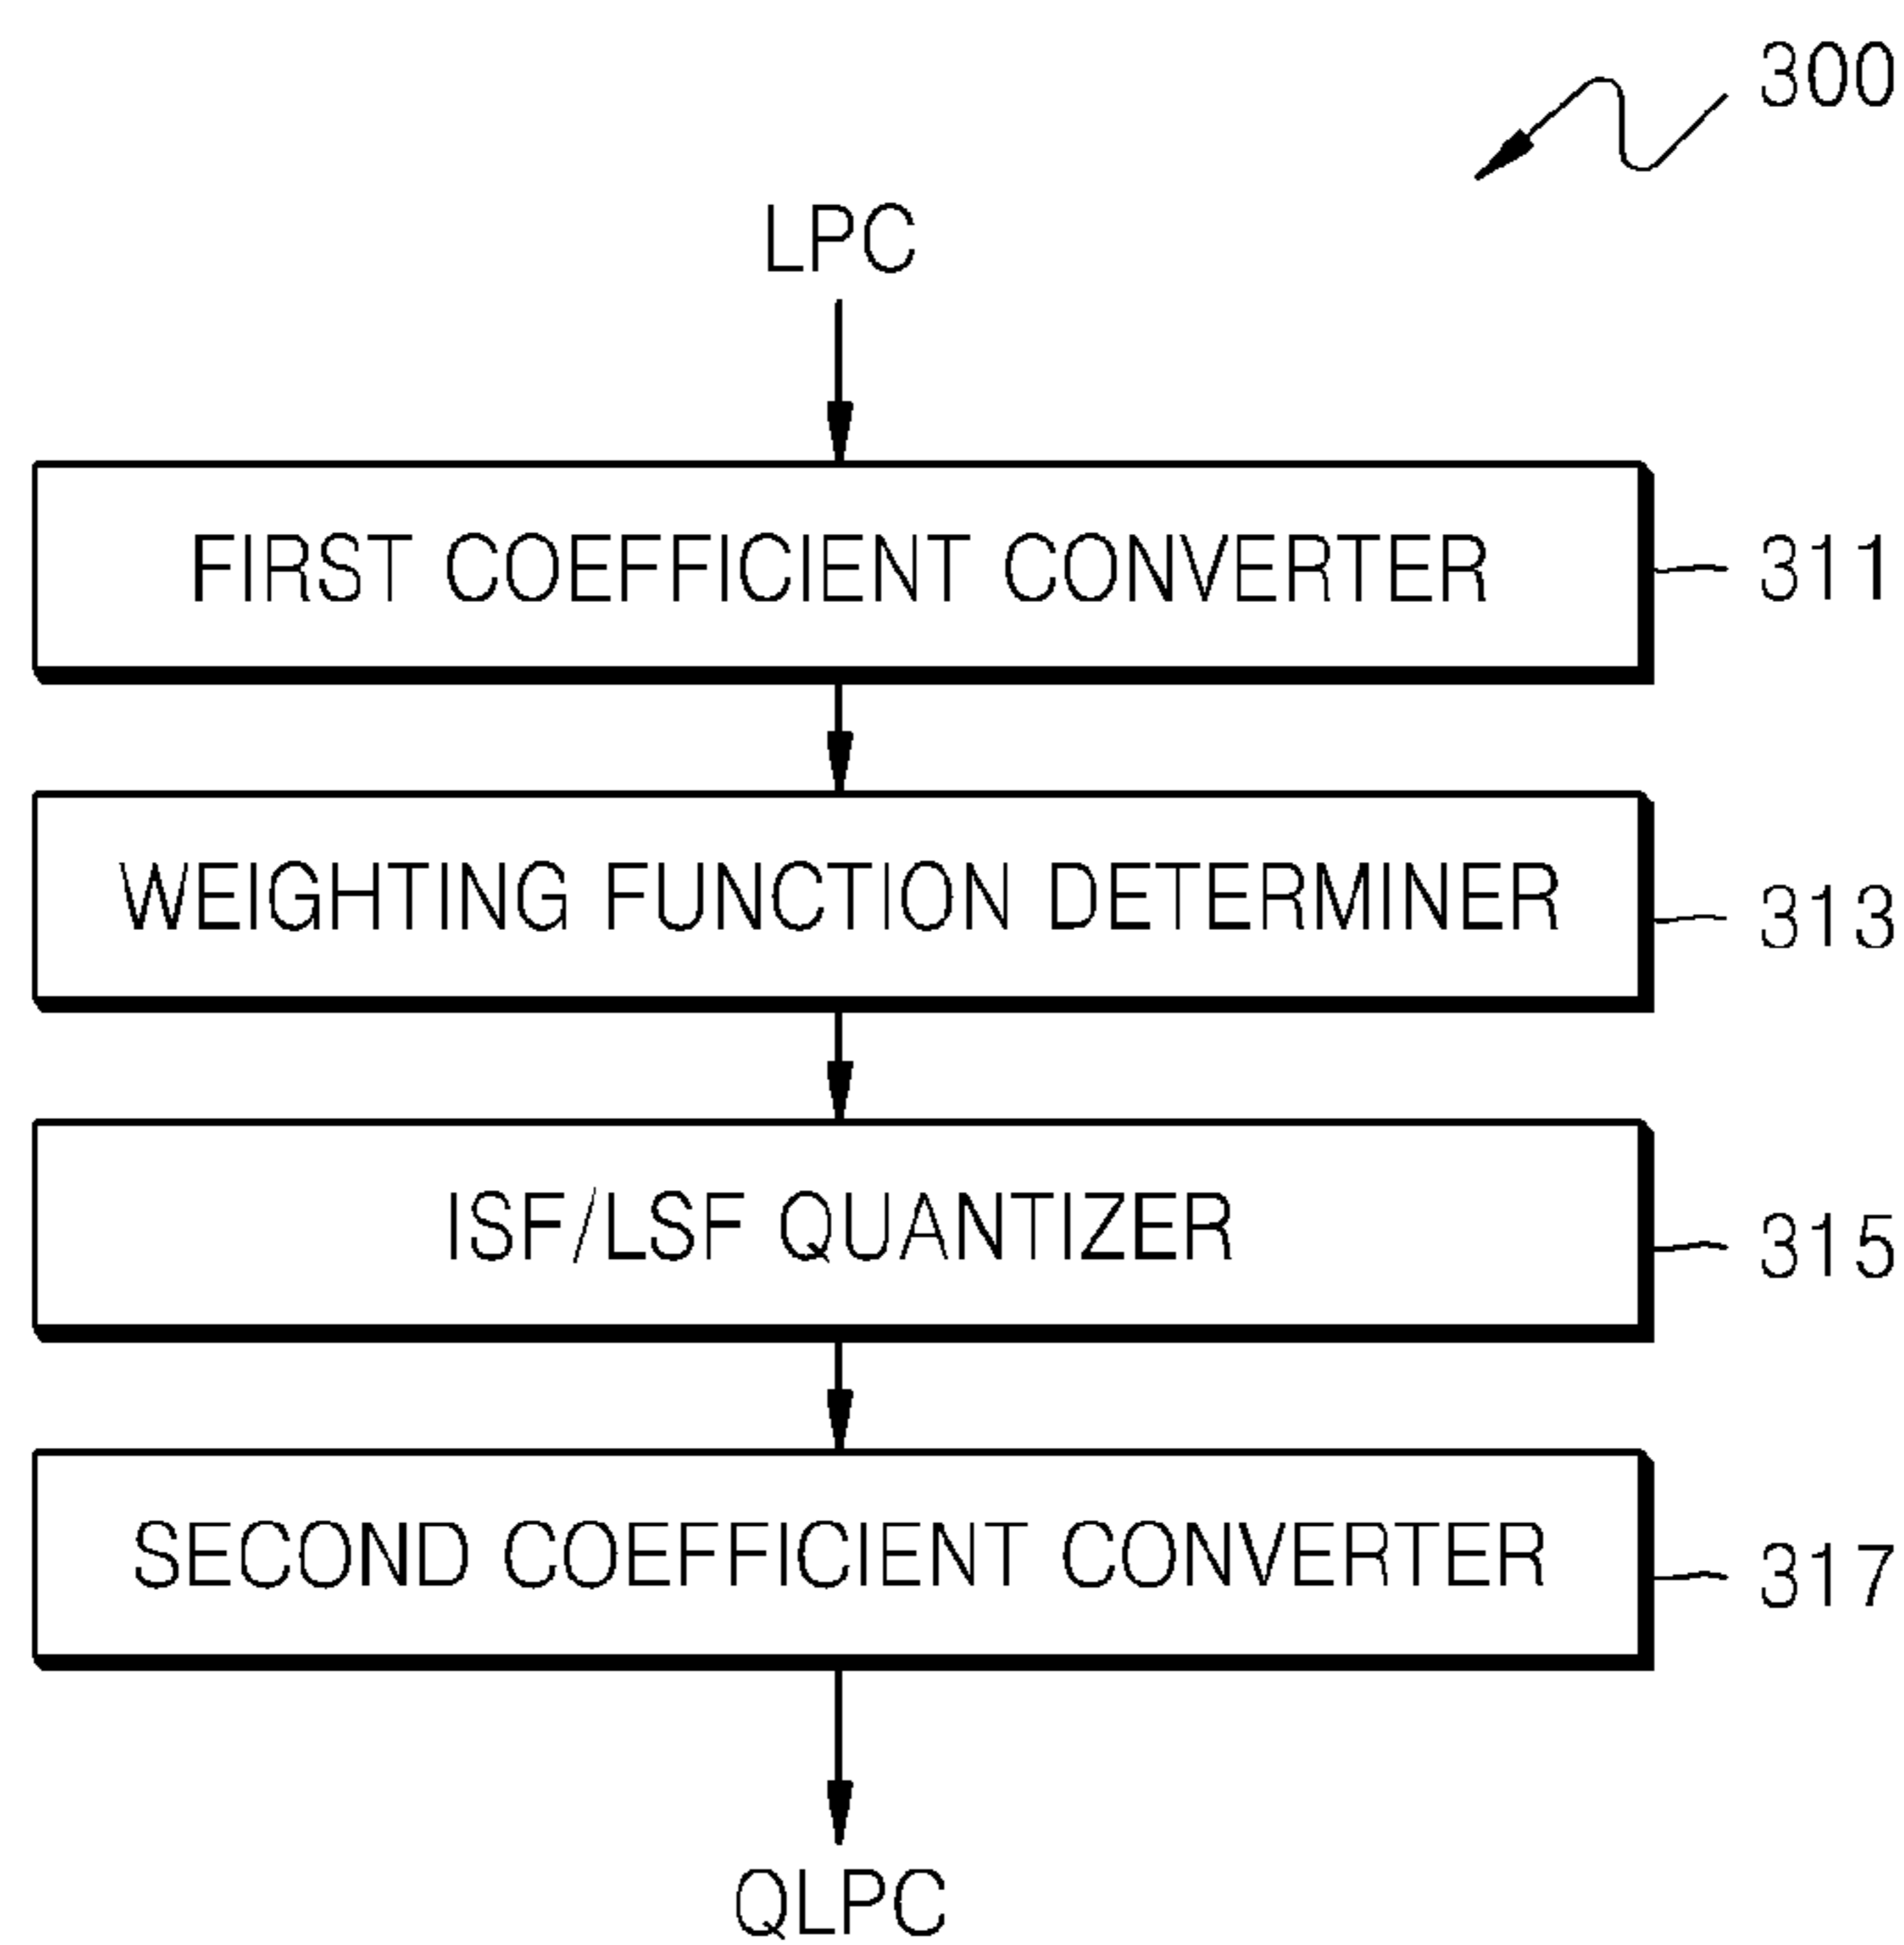 300
LPC
FIRST COEFFICIENT CONVERTER 311
WEIGHTING FUNCTION DETERMINER 313
ISF/LSF QUANTIZER 315
SECOND COEFFICIENT CONVERTER 317
QLPC